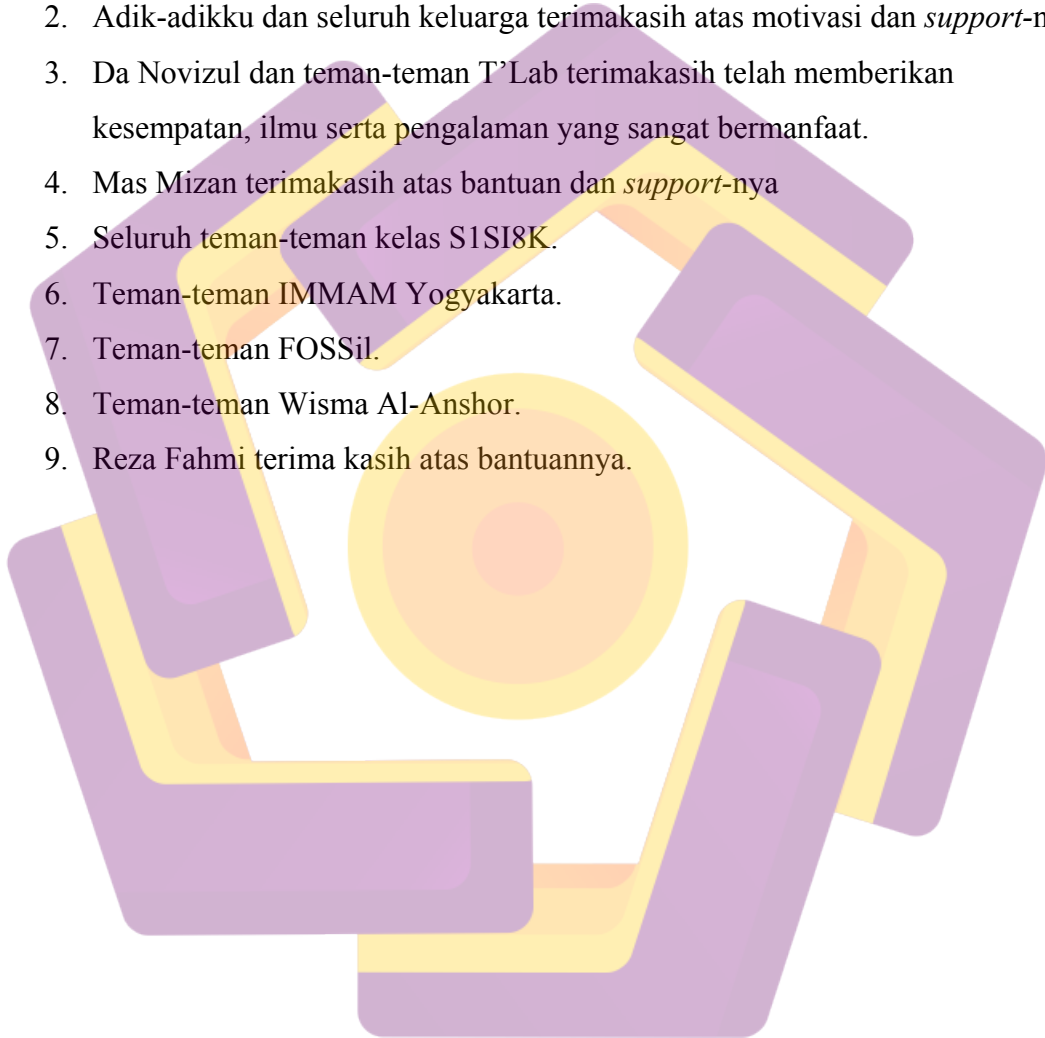 2. Adik-adikku dan seluruh keluarga terimakasih atas motivasi dan support-n
3. Da Novizul dan teman-teman T’Lab terimakasih telah memberikan
kesempatan, ilmu serta pengalaman yang sangat bermanfaat.
4. Mas Mizan terimakasih atas bantuan dan support-nya
5. Seluruh teman-teman kelas S1SI8K.
6. Teman-teman IMMAM Yogyakarta.
7. Teman-teman FOSSil.
8. Teman-teman Wisma Al-Anshor.
9. Reza Fahmi terima kasih atas bantuannya.